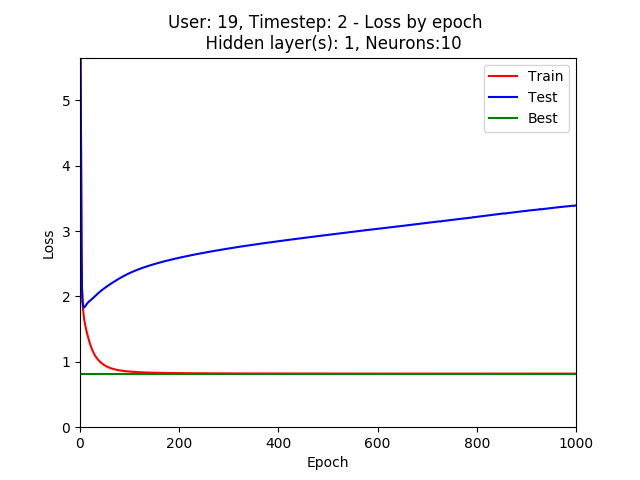 User: 19, Timestep: 2 - Loss by epoch
Hidden layer(s): 1, Neurons:10
Train
Test
Best
Loss
5
4
3
2
1
0
0 200 400 600 800 1000
Epoch